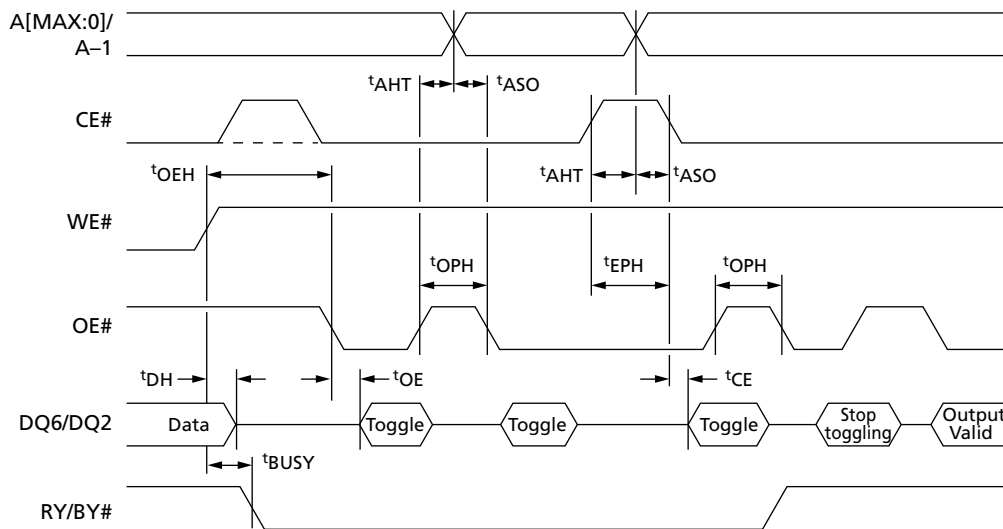 A[MAX:0]/
A–1
tAHT
tASO
CE#
tOEH
tAHT
tASO
WE#
tOPH
tEPH
tOPH
OE#
tDH
tOE
tCE
DQ6/DQ2
Data
Toggle
Toggle
Toggle
Stop
toggling
Output
Valid
tBUSY
RY/BY#